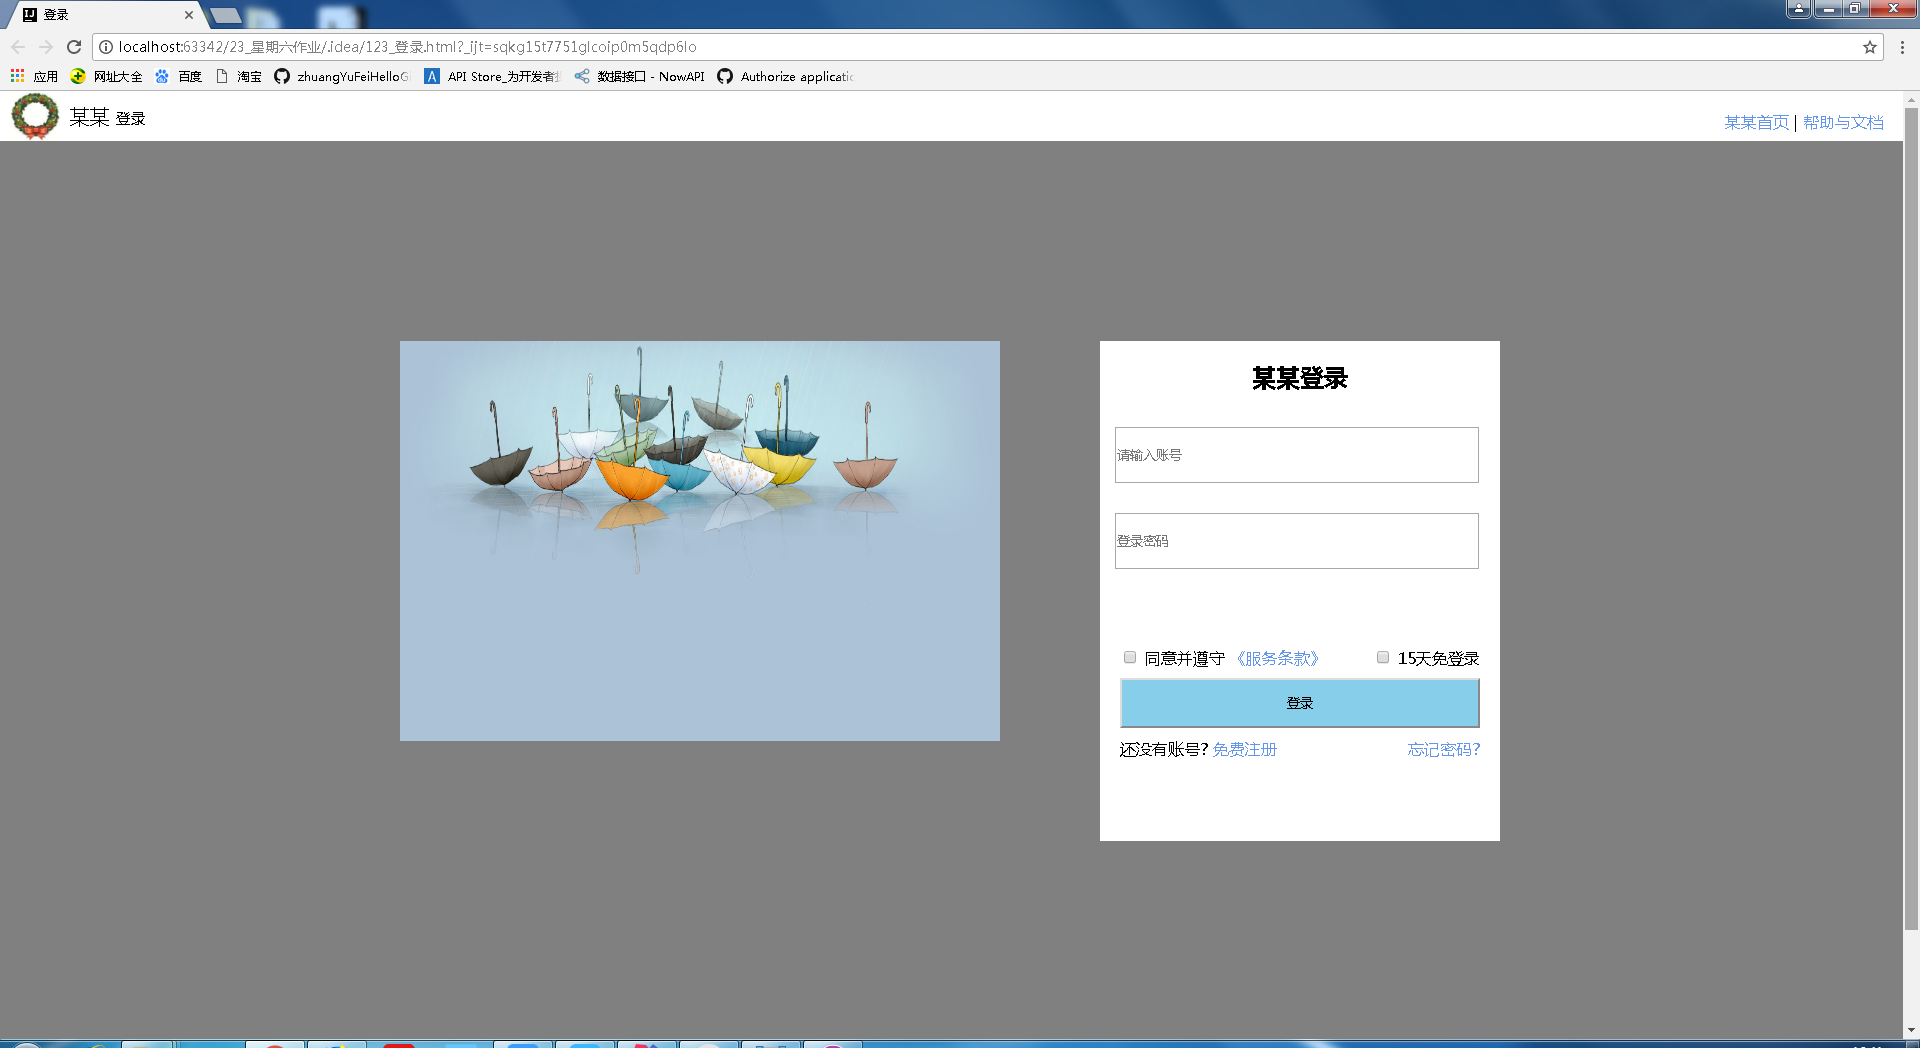 登录
localhost:63342/23_星期六作业/.idea/123_登录.html?_ijt=sqkg15t7751glcoip0m5qdp6lo
应用 网址大全 百度 淘宝 zhuangYuFeiHelloG API Store_为开发者 数据接口 - NowAPI Authorize applicatio
某某 登录
某某首页 | 帮助与文档
某某登录
请输入账号
登录密码
同意并遵守 《服务条款》 15天免登录
登录
还没有账号? 免费注册 忘记密码?